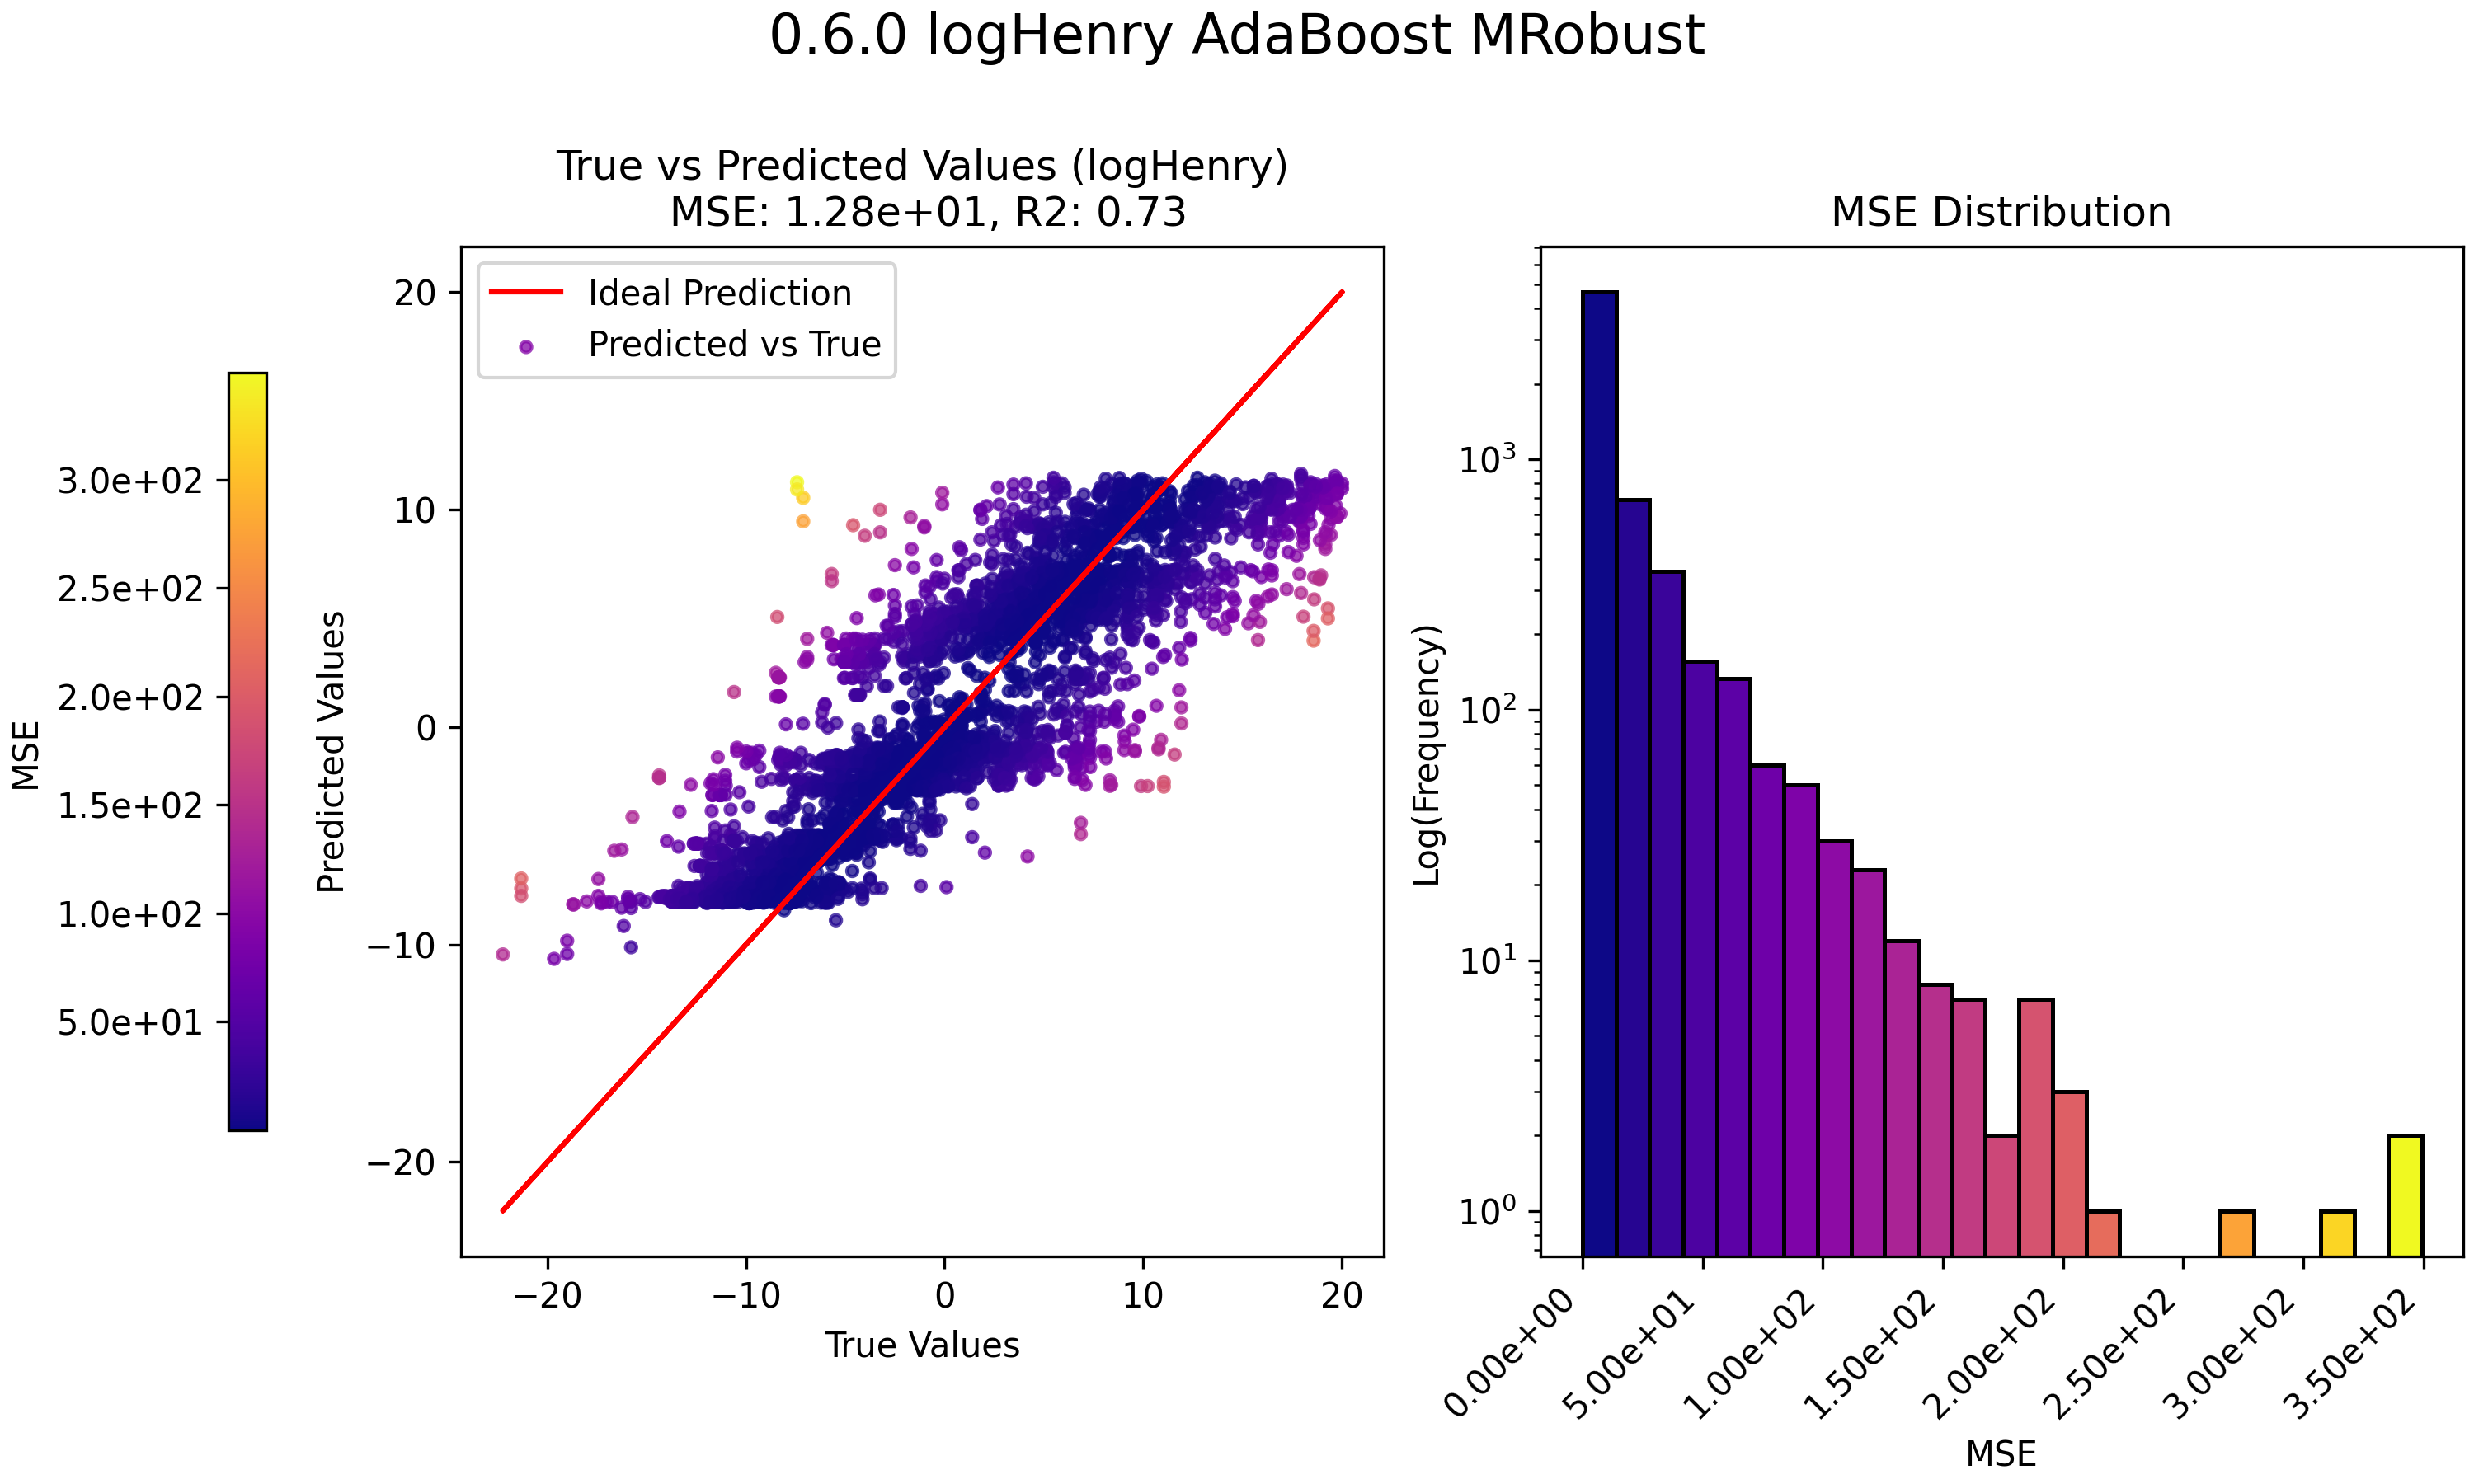 0.6.0 logHenry AdaBoost MRobust
True vs Predicted Values (logHenry)
MSE: 1.28e+01, R2: 0.73
MSE Distribution
Ideal Prediction
Predicted vs True
MSE
3.0e+02
2.5e+02
2.0e+02
1.5e+02
1.0e+02
5.0e+01
Predicted Values
20
10
0
−10
−20
−20
−10
0
10
20
True Values
Log(Frequency)
10³
10²
10¹
10⁰
0.00e+00
5.00e+01
1.00e+02
1.50e+02
2.00e+02
2.50e+02
3.00e+02
3.50e+02
MSE